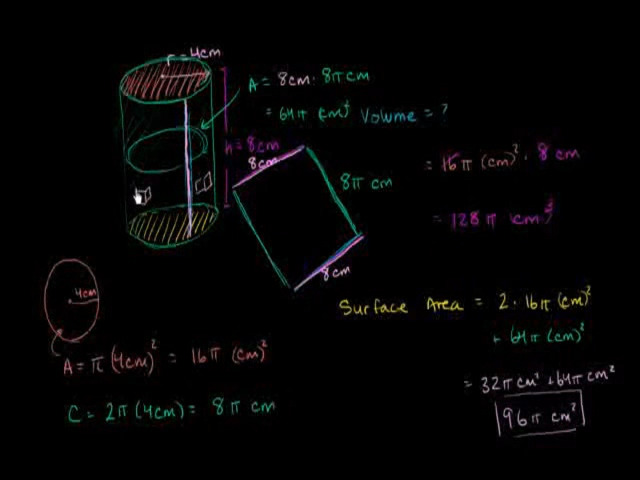 r = 4cm
A = 8cm · 8π cm
= 64π (cm)²
Volume = ?
h = 8cm
8cm
8π cm
8cm
= 16π (cm)² · 8 cm
= 128π (cm)³
4cm
A = π (4cm)² = 16π (cm)²
C = 2π (4cm) = 8π cm
Surface Area = 2 · 16π (cm)²
+ 64π (cm)²
= 32π cm² + 64π cm²
96π cm²